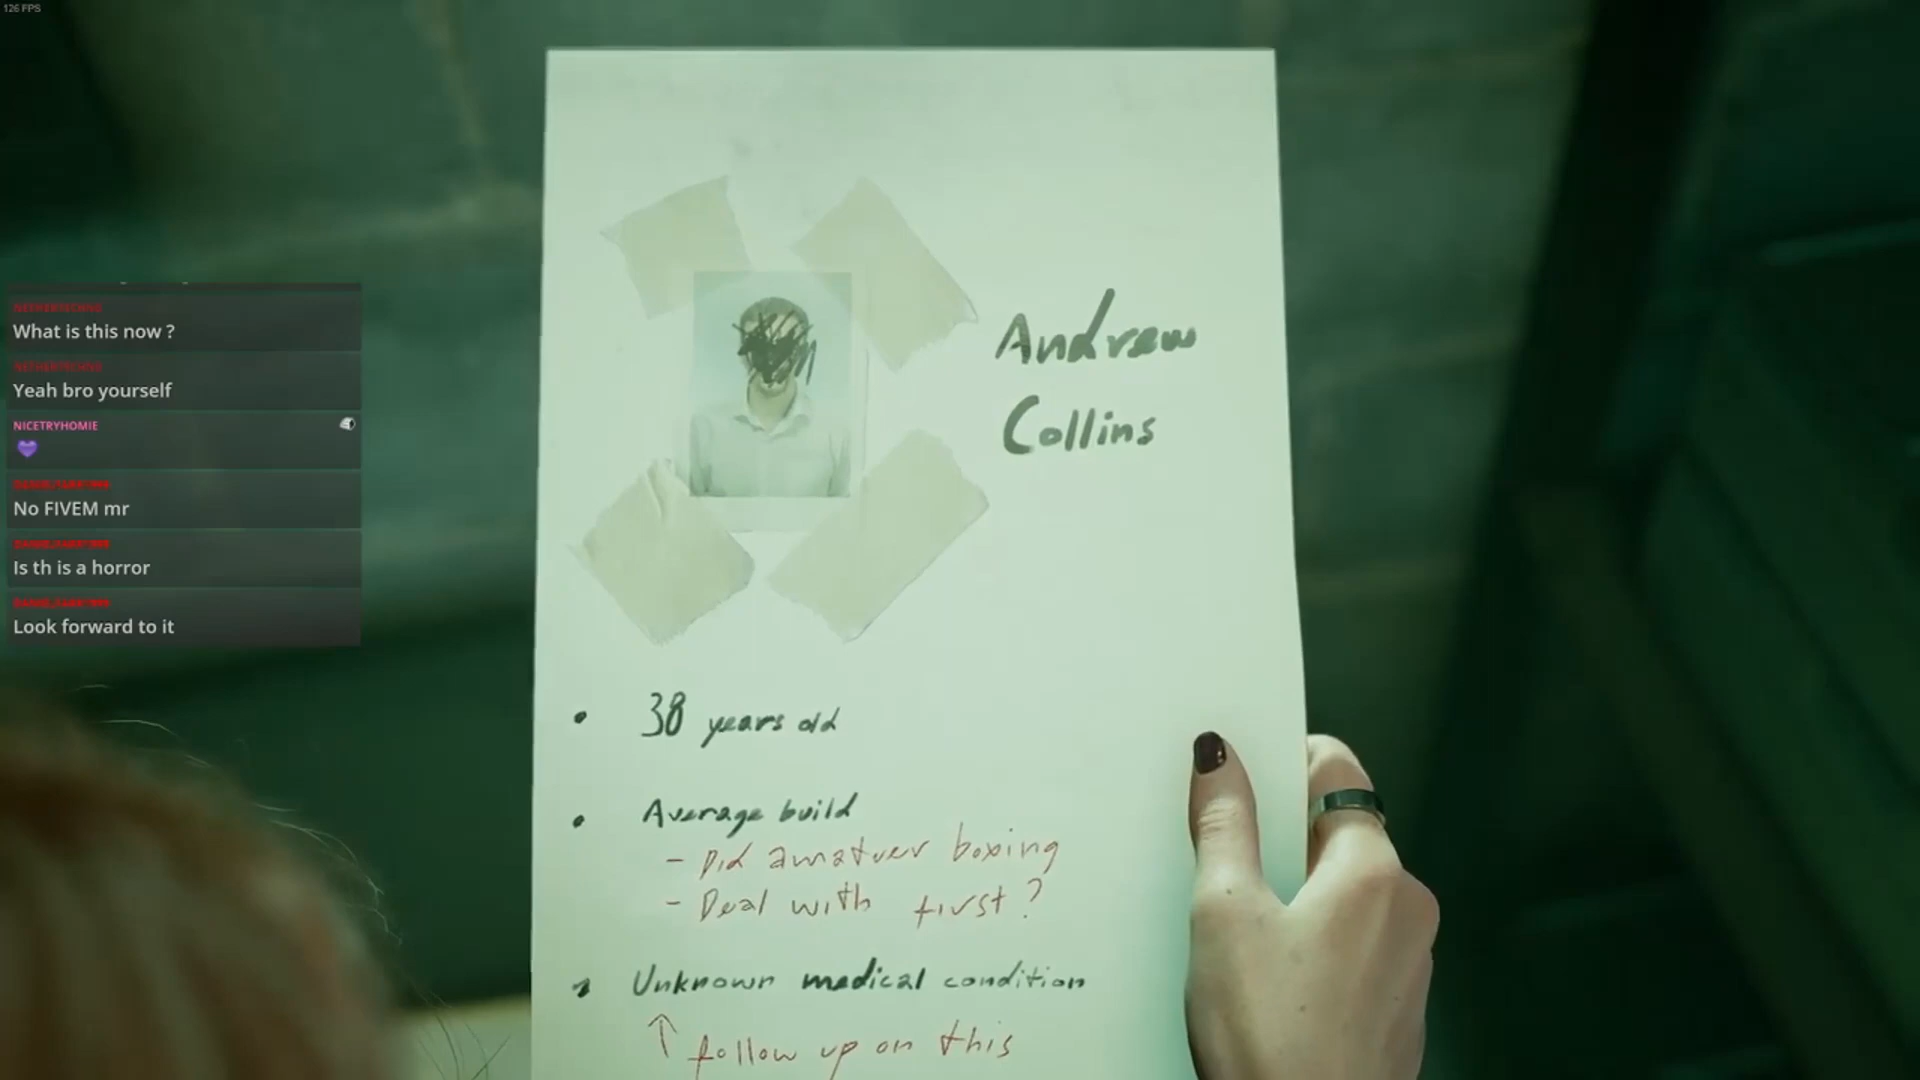 126 FPS
What is this now ?
Yeah bro yourself
NICETRYHOMIE
No FIVEM mr
Is th is a horror
Look forward to it
Andrew
Collins
• 38 years old
• Average build
- Did amatuer boxing
- Deal with first?
• Unknown medical condition
↑ follow up on this